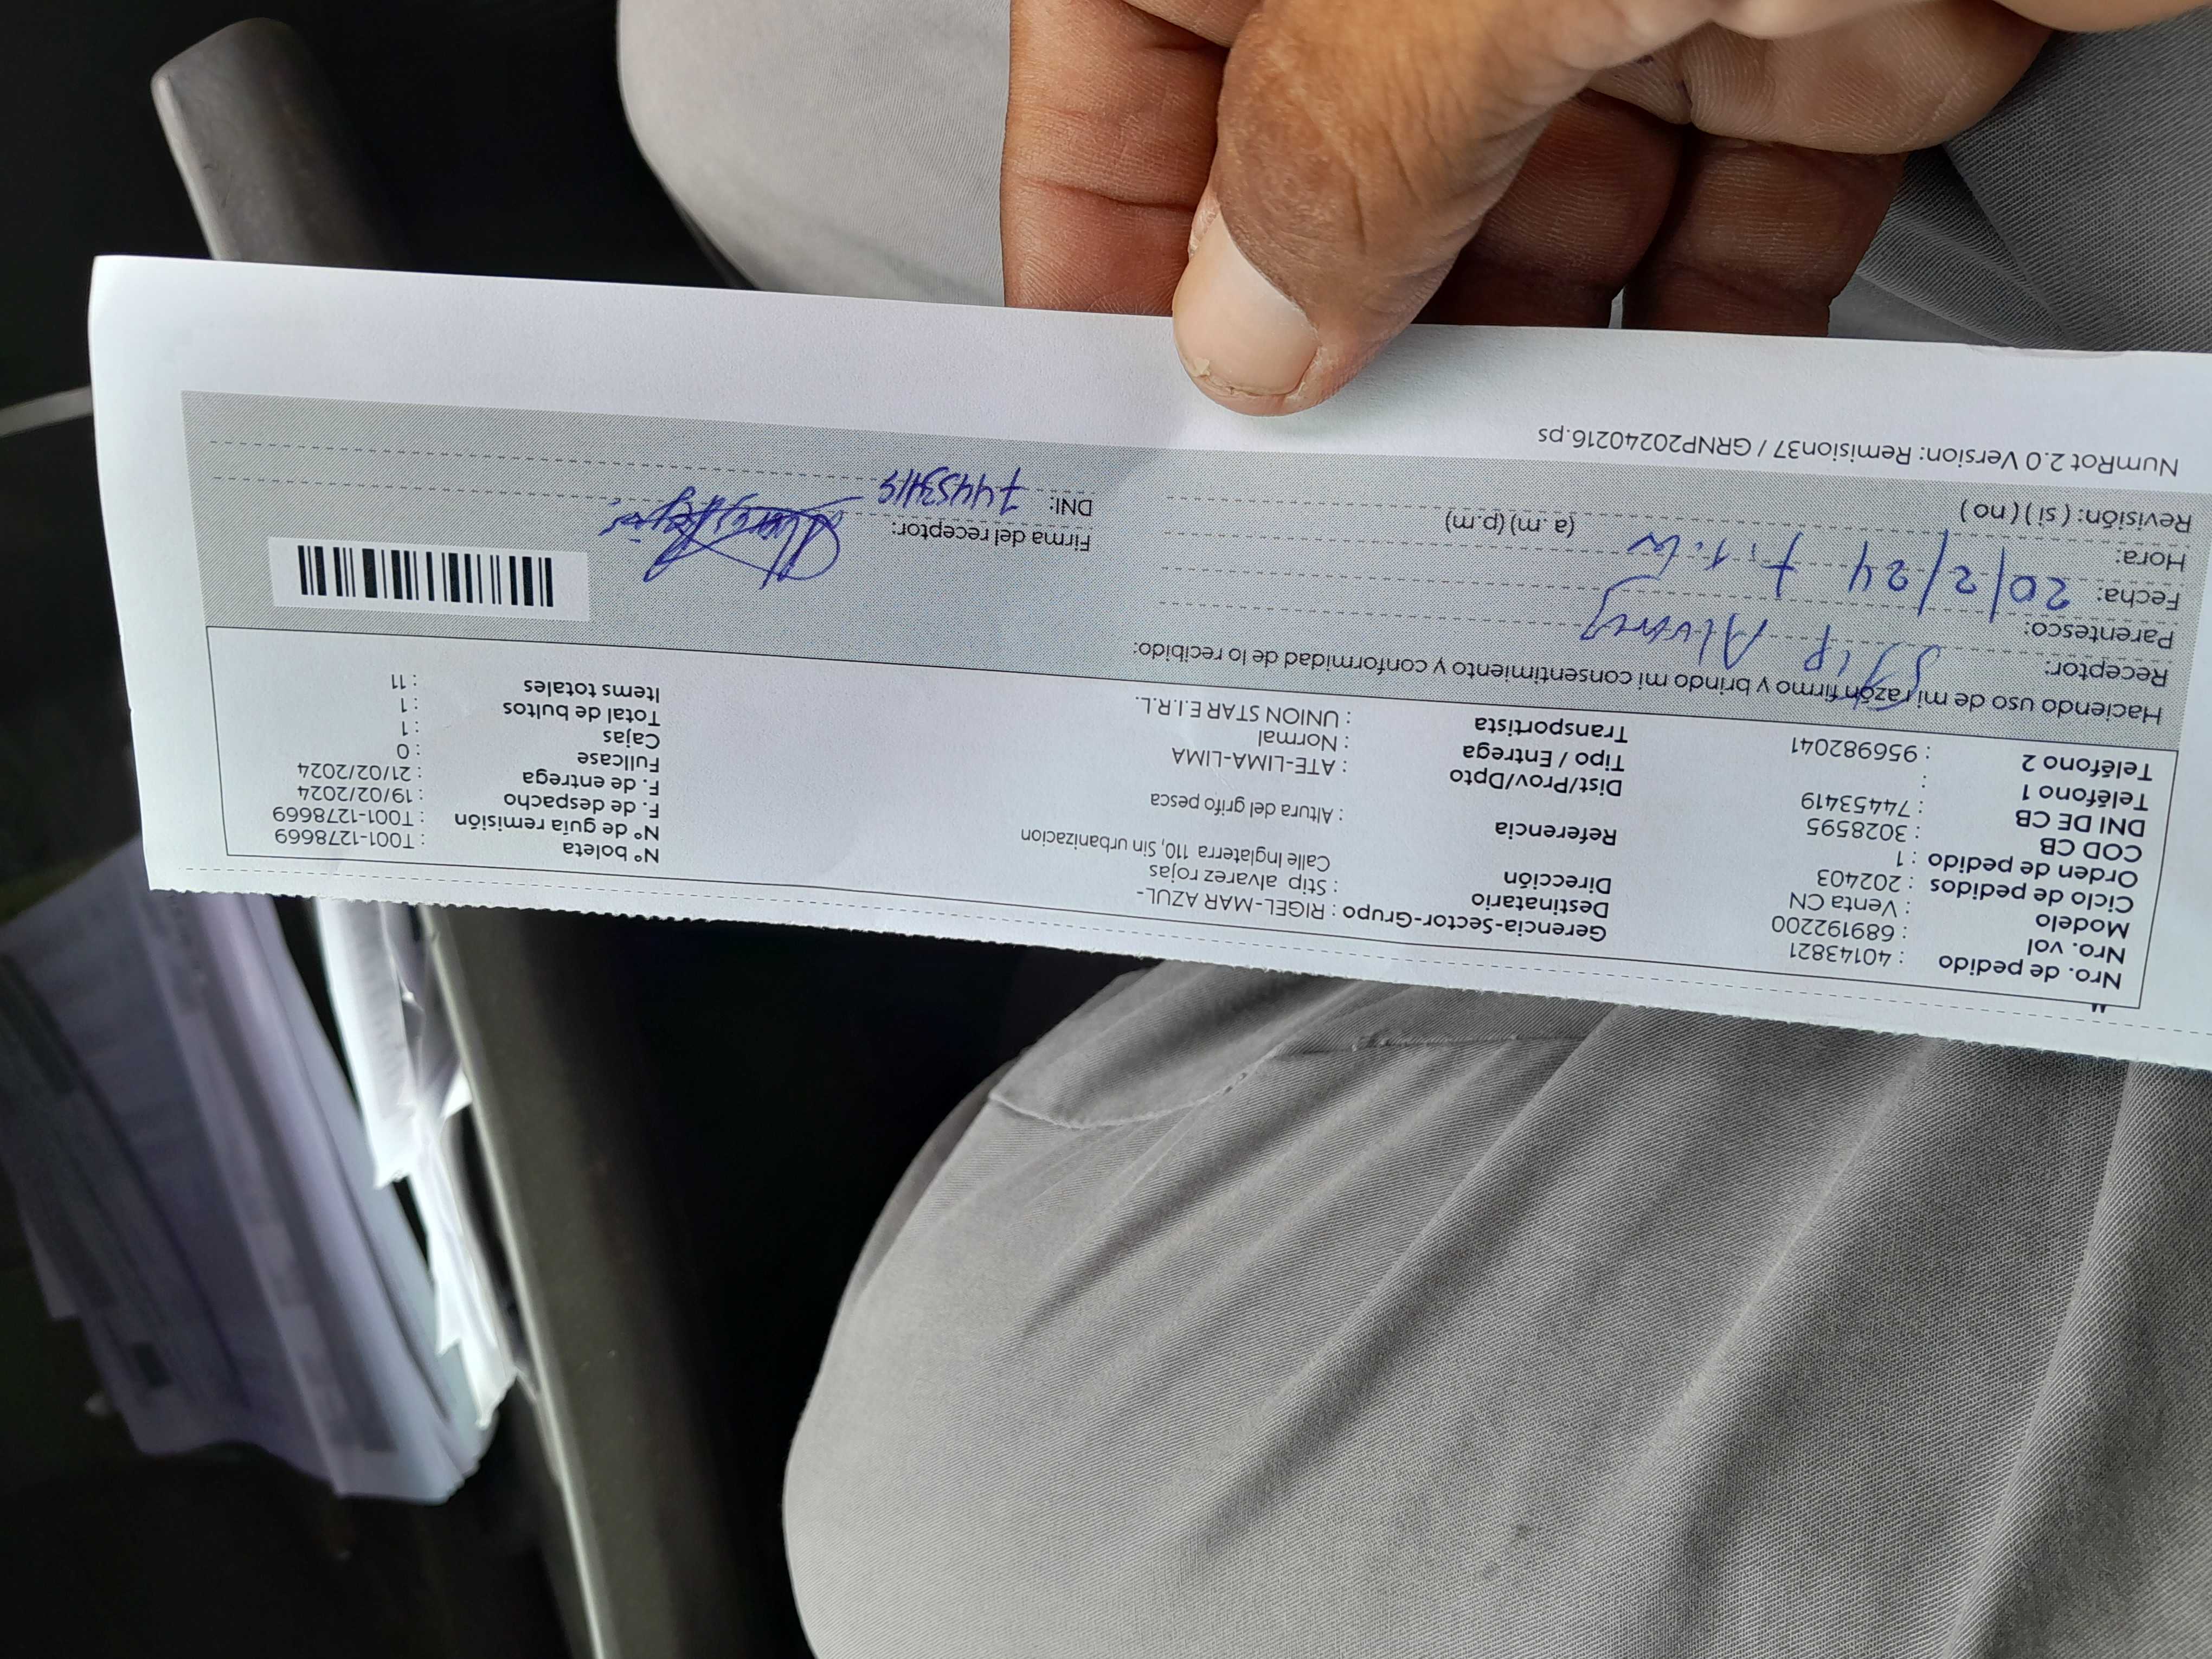 Nro. de pedido : 40143821
Nro. vol : 689192200
Modelo : Venta CN
Ciclo de pedidos : 202403
Orden de pedido : 1
COD CB : 3028595
DNI DE CB : 74453419
Teléfono 1 :
Teléfono 2 : 956982041
Gerencia-Sector-Grupo : RIGEL-MAR AZUL-
Destinatario : Stip alvarez rojas
Dirección Calle Inglaterra 110, Sin urbanizacion
Referencia : Altura del grifo pesca
Dist/Prov/Dpto : ATE-LIMA-LIMA
Tipo / Entrega : Normal
Transportista : UNION STAR E.I.R.L.
N° boleta : T001-1278669
N° de guía remisión : T001-1278669
F. de despacho : 19/02/2024
F. de entrega : 21/02/2024
Fullcase : 0
Cajas : 1
Total de bultos : 1
Items totales : 11
Haciendo uso de mi razón firmo y brindo mi consentimiento y conformidad de lo recibido:
Receptor: Stip Alvarez
Parentesco:
Fecha: 20/2/24
Hora: (a.m) (p.m)
Revisión: ( si ) ( no )
Firma del receptor:
DNI: 74453419
NumRot 2.0 Version: Remision37 / GRNP20240216.ps